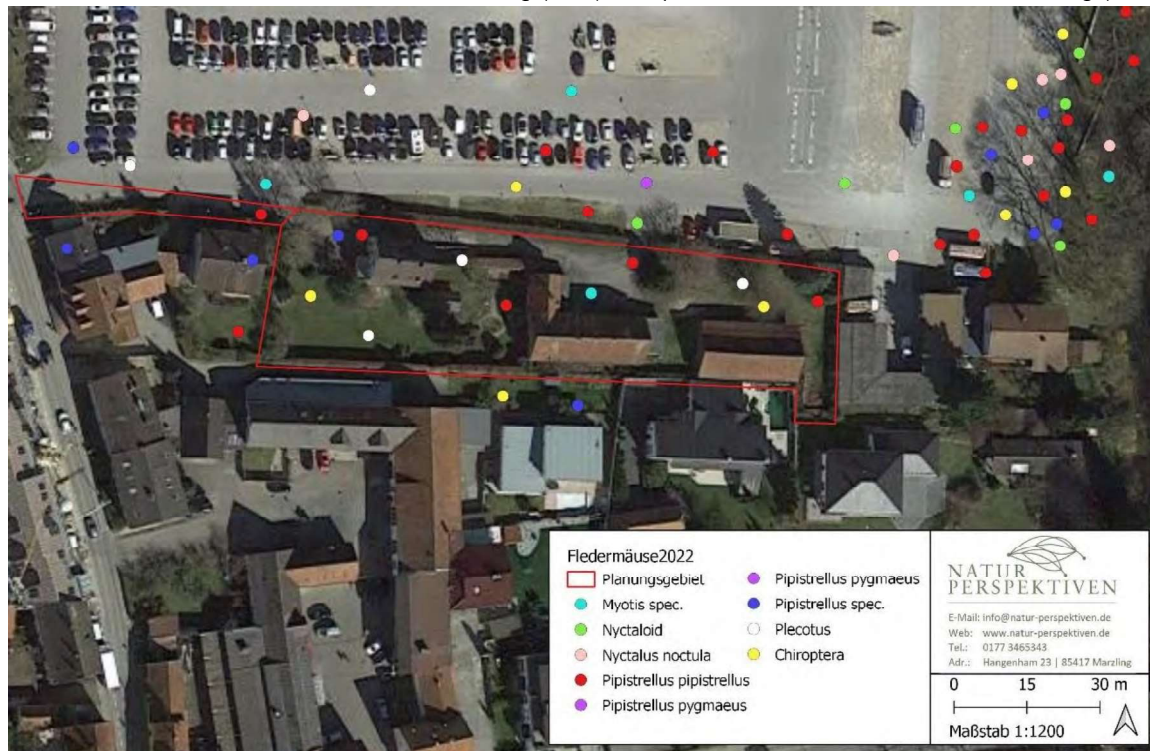 Fledermäuse2022
Planungsgebiet
Myotis spec.
Nyctaloid
Nyctalus noctula
Pipistrellus pipistrellus
Pipistrellus pygmaeus
Pipistrellus pygmaeus
Pipistrellus spec.
Plecotus
Chiroptera
NATUR
PERSPEKTIVEN
E-Mail: info@natur-perspektiven.de
Web: www.natur-perspektiven.de
Tel.: 0177 3465343
Adr.: Hangenham 23 | 85417 Marzling
0 15 30 m
Maßstab 1:1200